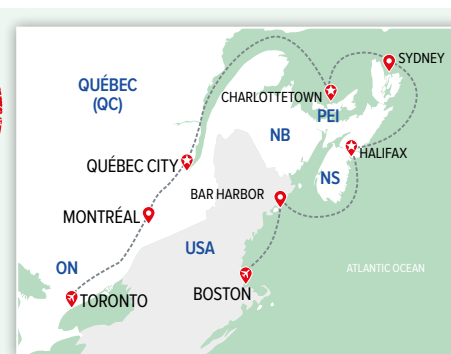 SYDNEY
QUÉBEC
(QC)
CHARLOTTETOWN
PEI
NB
HALIFAX
QUÉBEC CITY
NS
BAR HARBOR
MONTRÉAL
USA
ON
ATLANTIC OCEAN
BOSTON
TORONTO